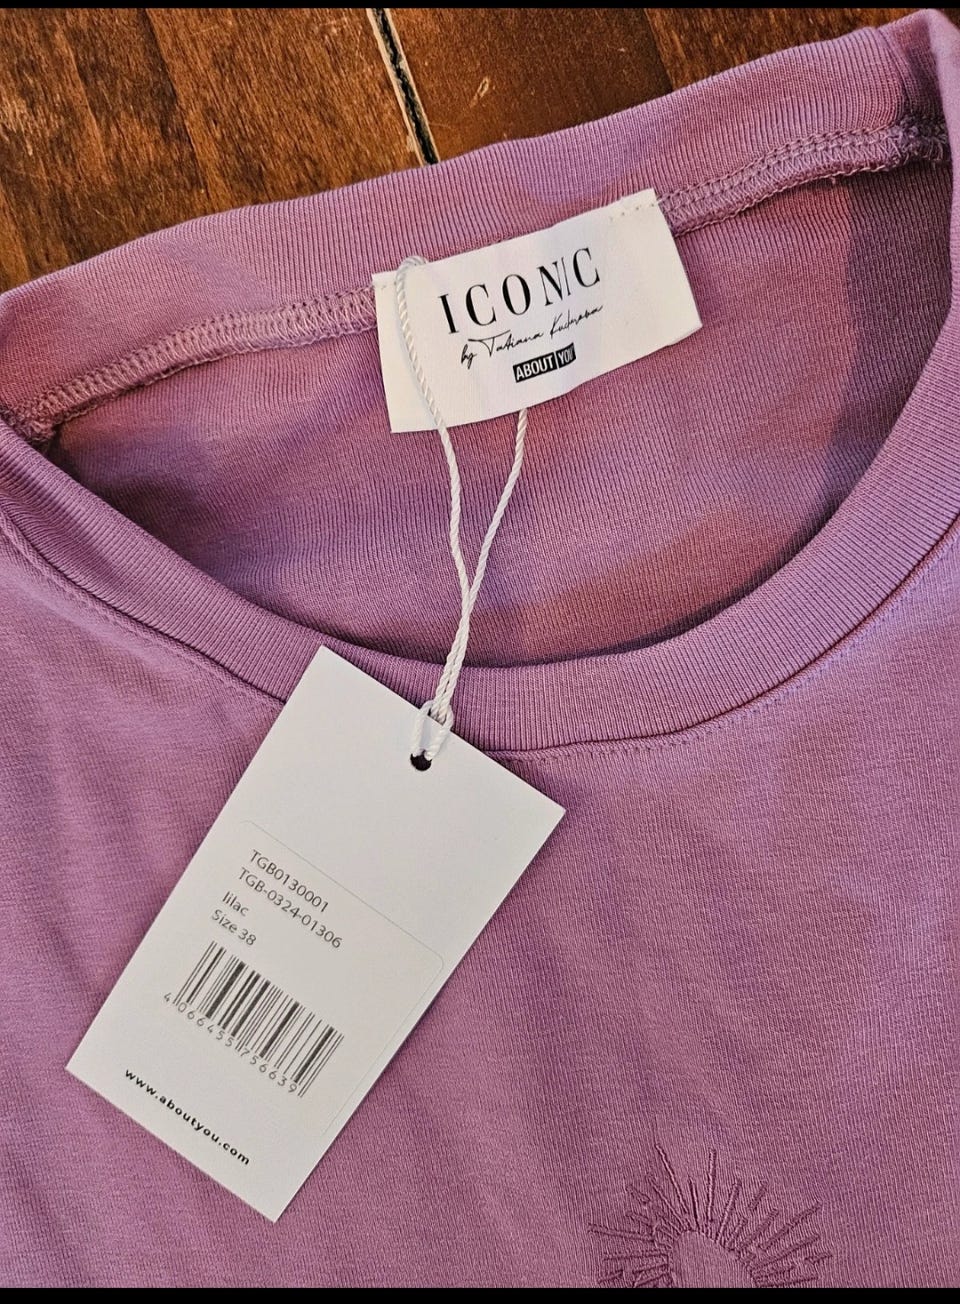 ICONIC
by Tatiana Kucharova
ABOUT YOU
TGB0130001
TGB-0324-01306
lilac
Size 38
4066455756639
www.aboutyou.com